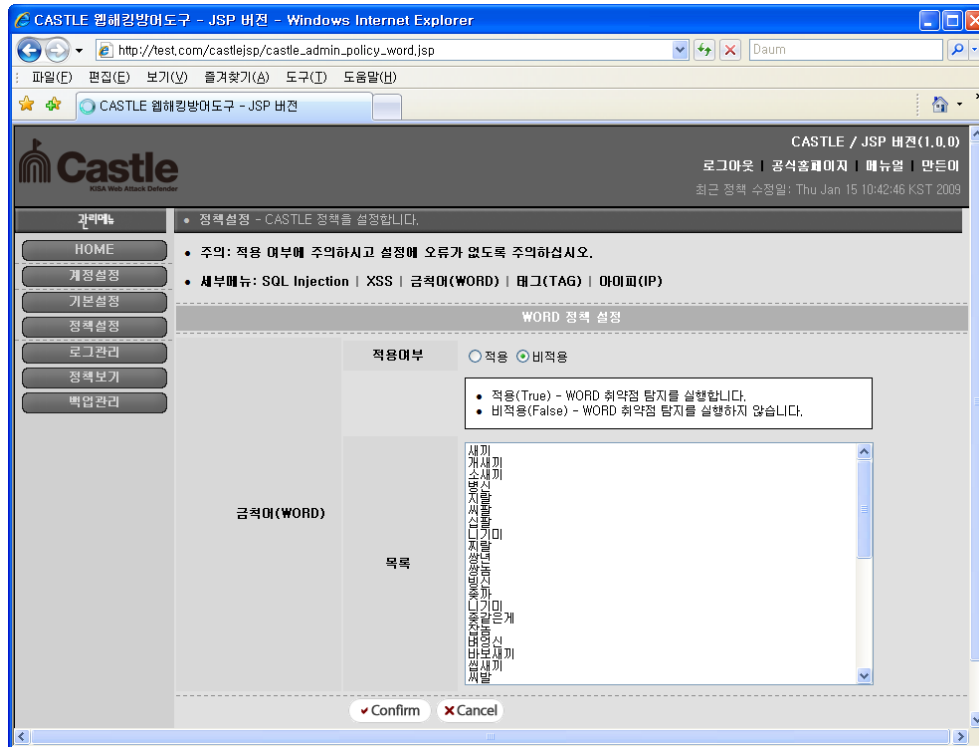 CASTLE 웹해킹방어도구 - JSP 버전 - Windows Internet Explorer
http://test.com/castlejsp/castle_admin_policy_word.jsp
Daum
파일(F) 편집(E) 보기(V) 즐겨찾기(A) 도구(T) 도움말(H)
CASTLE 웹해킹방어도구 - JSP 버전
Castle
KISA Web Attack Defender
CASTLE / JSP 버전(1.0.0)
로그아웃 | 공식홈페이지 | 메뉴얼 | 만든이
최근 정책 수정일: Thu Jan 15 10:42:46 KST 2009
관리메뉴
HOME
계정설정
기본설정
정책설정
로그관리
정책보기
백업관리
• 정책설정 - CASTLE 정책을 설정합니다.
• 주의: 적용 여부에 주의하시고 설정에 오류가 없도록 주의하십시오.
• 세부메뉴: SQL Injection | XSS | 금칙어(WORD) | 태그(TAG) | 아이피(IP)
WORD 정책 설정
금칙어(WORD)
적용여부
적용 비적용
• 적용(True) - WORD 취약점 탐지를 실행합니다.
• 비적용(False) - WORD 취약점 탐지를 실행하지 않습니다.
목록
새끼
개새끼
소새끼
병신
지랄
씨팔
십팔
니기미
찌랄
쌍년
쌍놈
빙신
좆까
니기미
좆같은게
잡놈
벼엉신
바보새끼
씹새끼
씨발
Confirm
Cancel